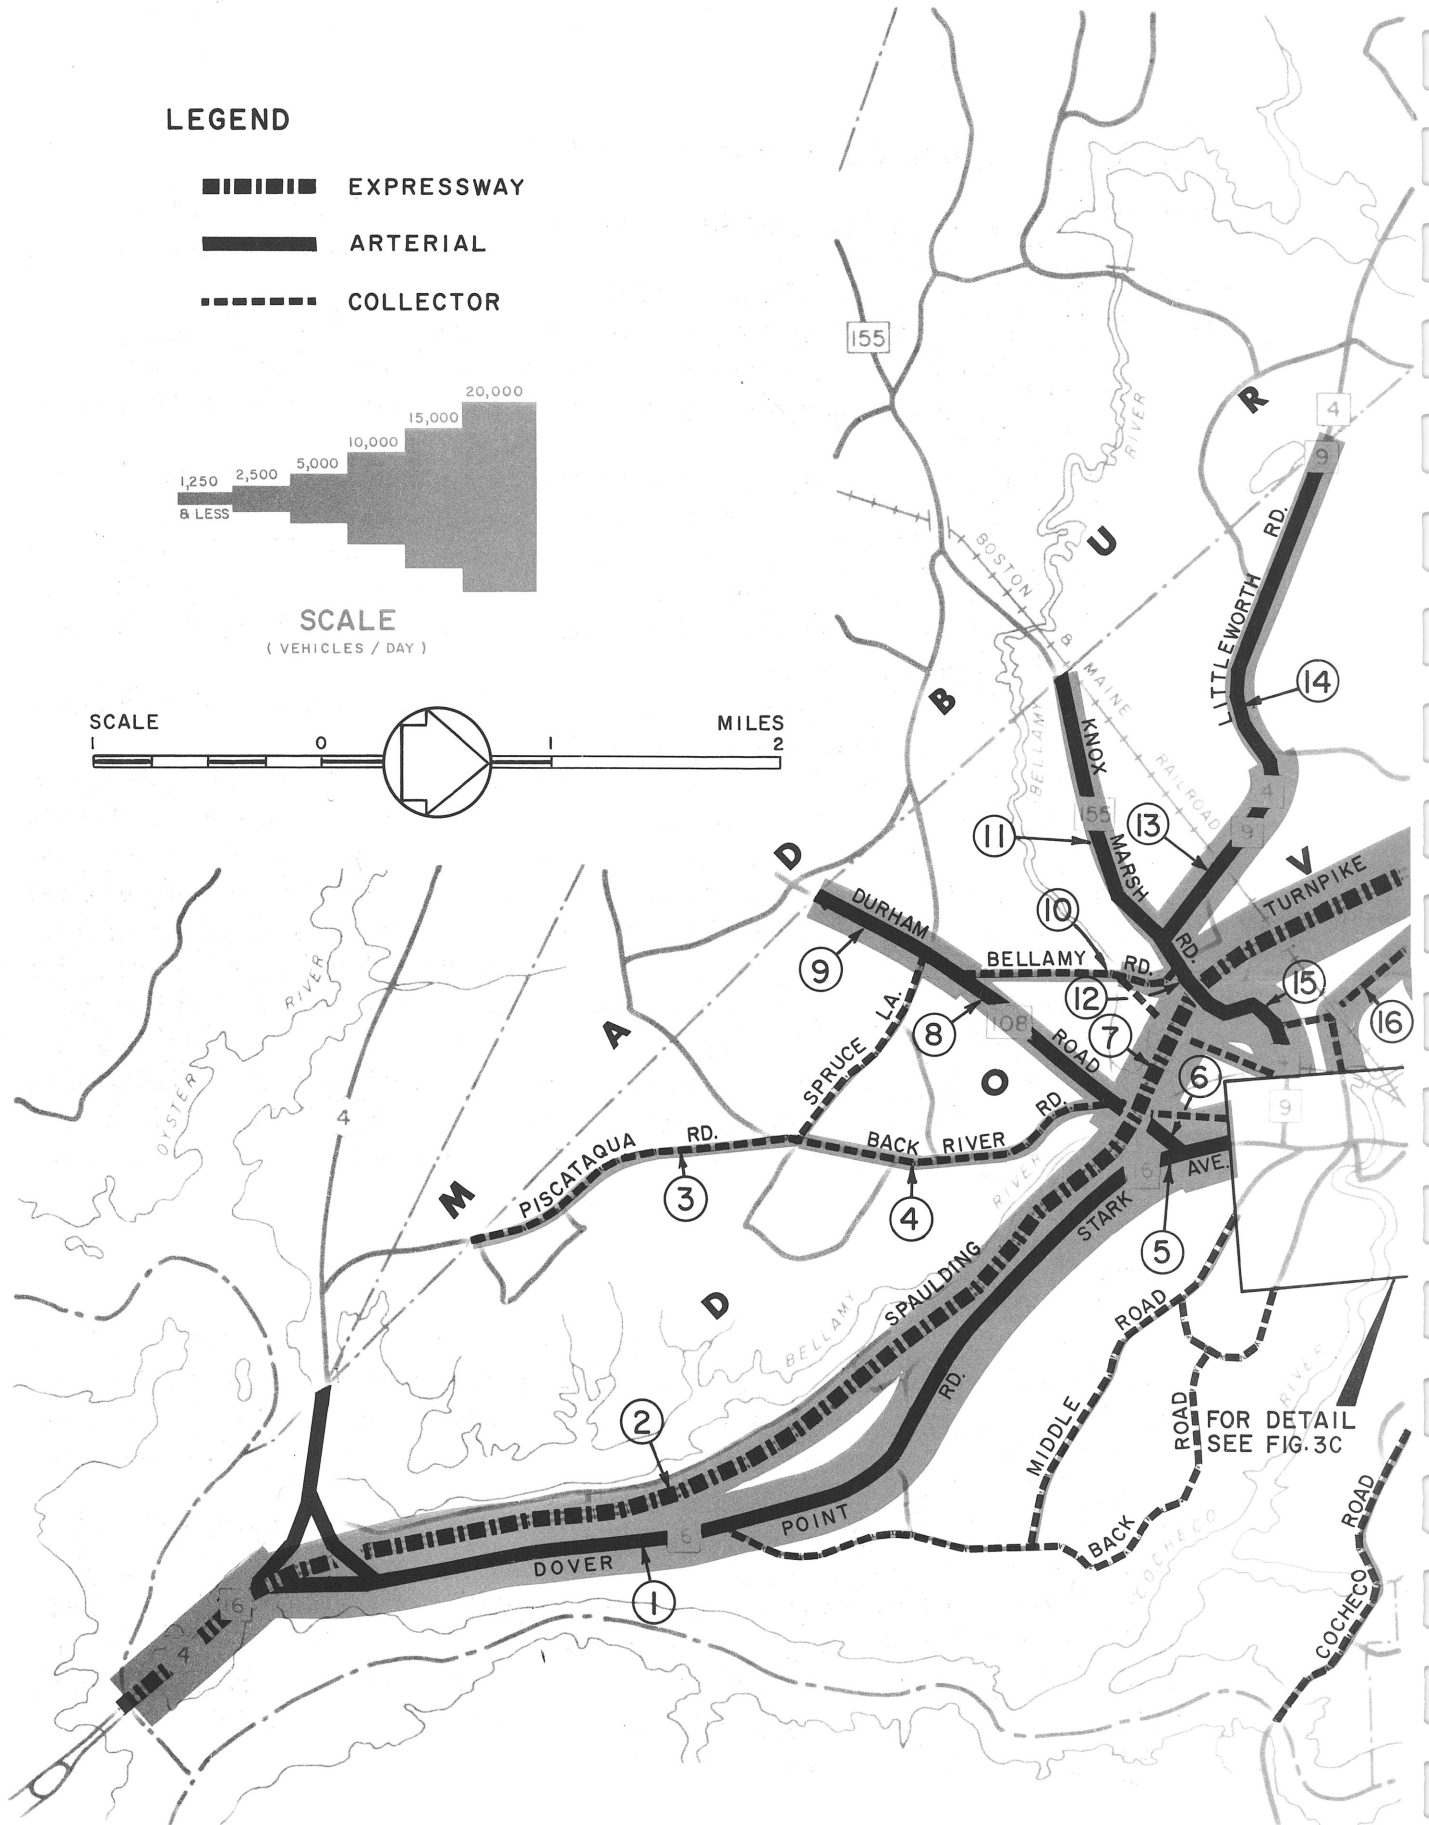 LEGEND
EXPRESSWAY
ARTERIAL
COLLECTOR
20,000
15,000
10,000
5,000
2,500
1,250
& LESS
SCALE
( VEHICLES / DAY )
SCALE
MILES
1 0 1 2
155
RIVER
R
4
9
RD.
LITTLEWORTH
14
BOSTON
&
MAINE
RAILROAD
U
B
BELLAMY
KNOX
155
MARSH
RD.
11
13
4
9
D
V
TURNPIKE
DURHAM
10
BELLAMY
RD.
9
12
15
16
SPRUCE LA.
8
108
ROAD
7
6
9
A
O
OYSTER
RIVER
4
RD.
BACK RIVER
PISCATAQUA
RD.
3
4
M
RIVER
6
AVE.
STARK
5
D
BELLAMY
SPAULDING
ROAD
MIDDLE
ROAD
BACK
RD.
FOR DETAIL
SEE FIG. 3C
RIVER
COCHECO
2
POINT
6
DOVER
1
16
4
ROAD
COCHECO